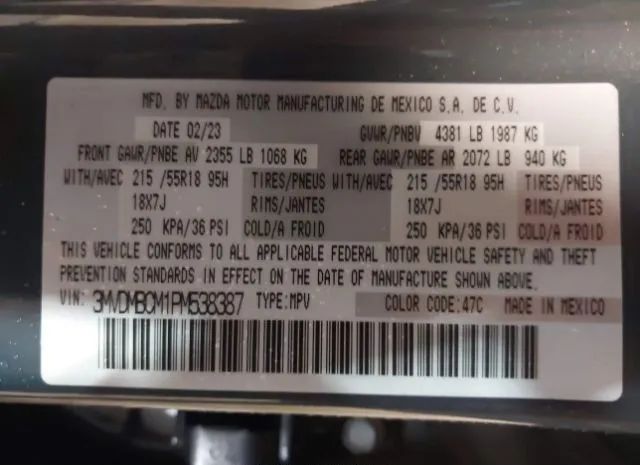 MFD. BY MAZDA MOTOR MANUFACTURING DE MEXICO S.A. DE C.V.
DATE 02/23 GVWR/PNBV 4381 LB 1987 KG
FRONT GAWR/PNBE AV 2355 LB 1068 KG REAR GAWR/PNBE AR 2072 LB 940 KG
WITH/AVEC 215 /55R18 95H TIRES/PNEUS WITH/AVEC 215 /55R18 95H TIRES/PNEUS
18X7J RIMS/JANTES 18X7J RIMS/JANTES
250 KPA/36 PSI COLD/A FROID 250 KPA/36 PSI COLD/A FROID
THIS VEHICLE CONFORMS TO ALL APPLICABLE FEDERAL MOTOR VEHICLE SAFETY AND THEFT
PREVENTION STANDARDS IN EFFECT ON THE DATE OF MANUFACTURE SHOWN ABOVE.
VIN: 3MVDMBCM1PM538387 TYPE:MPV COLOR CODE:47C MADE IN MEXICO